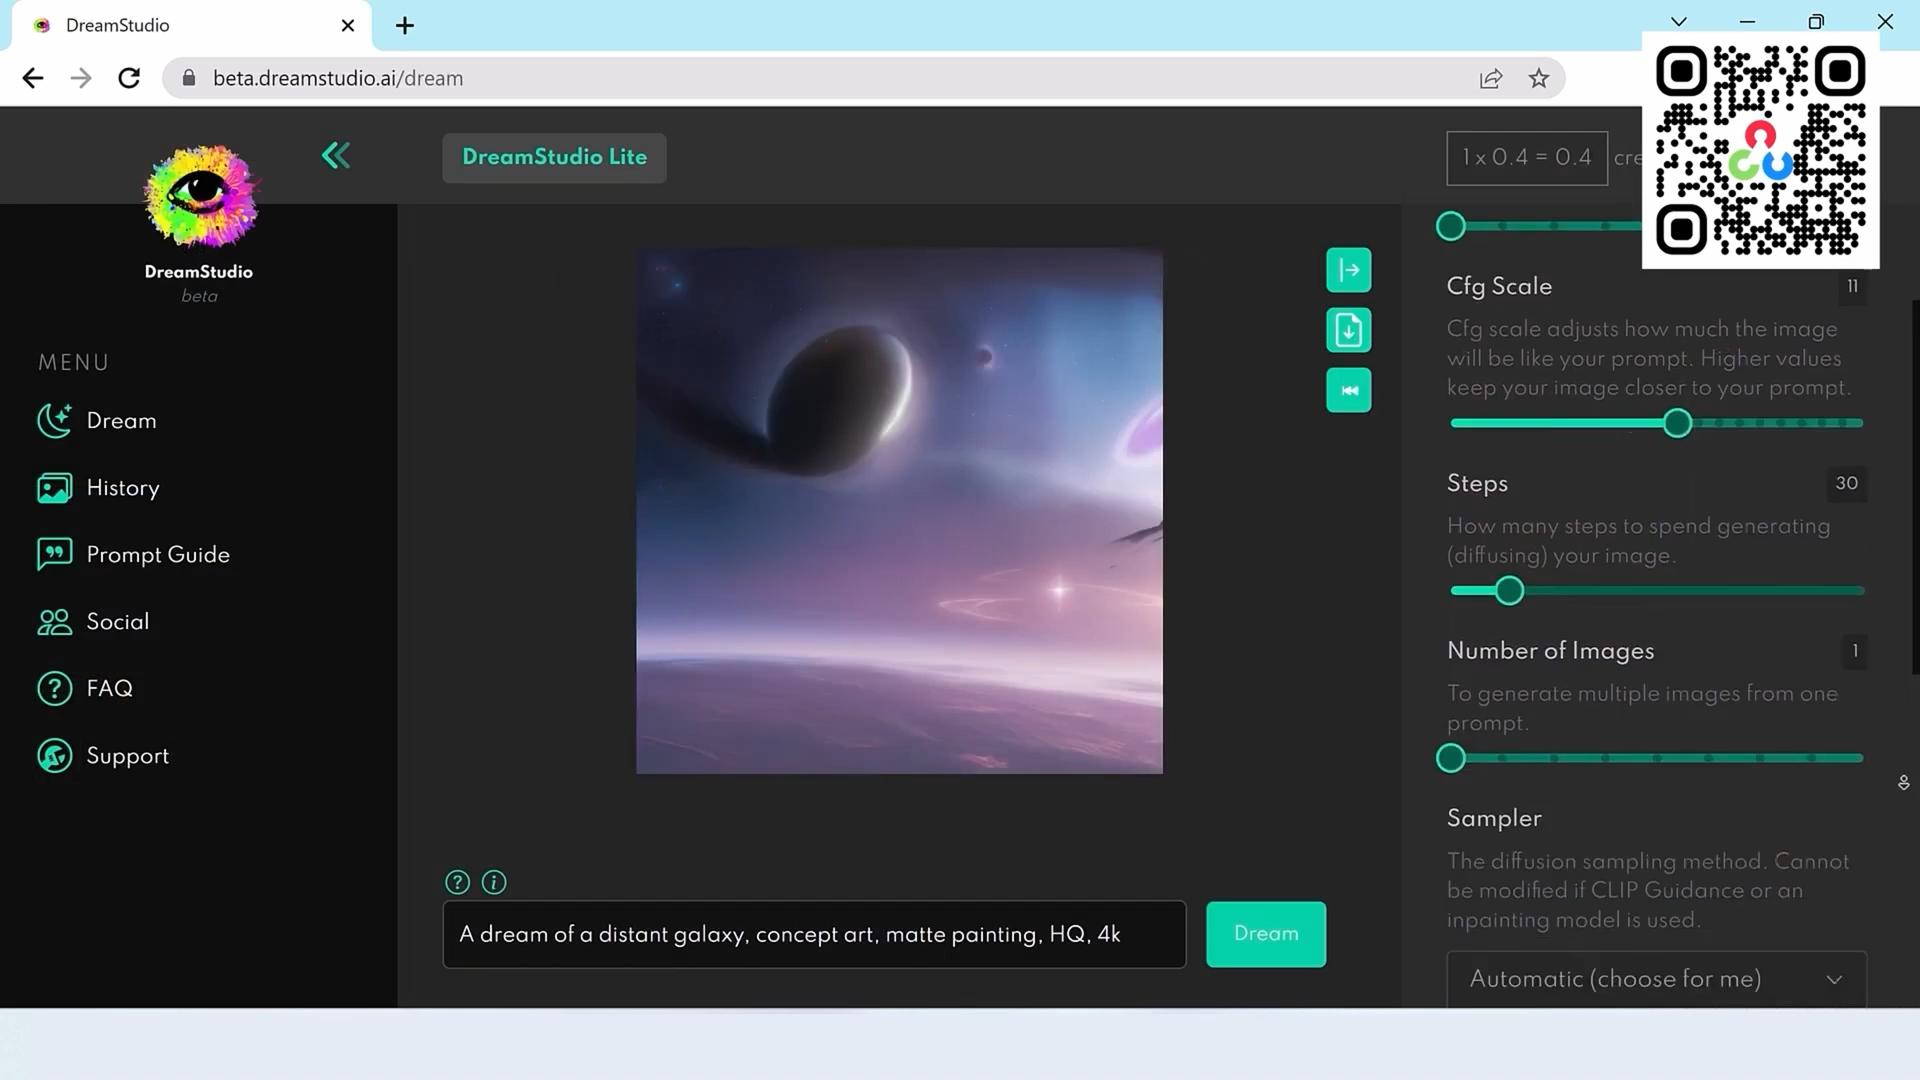 DreamStudio
beta.dreamstudio.ai/dream
DreamStudio
beta
MENU
Dream
History
Prompt Guide
Social
FAQ
Support
DreamStudio Lite
1 x 0.4 = 0.4 cre
Cfg Scale 11
Cfg scale adjusts how much the image
will be like your prompt. Higher values
keep your image closer to your prompt.
Steps 30
How many steps to spend generating
(diffusing) your image.
Number of Images 1
To generate multiple images from one
prompt.
Sampler
The diffusion sampling method. Cannot
be modified if CLIP Guidance or an
inpainting model is used.
Automatic (choose for me)
A dream of a distant galaxy, concept art, matte painting, HQ, 4k
Dream